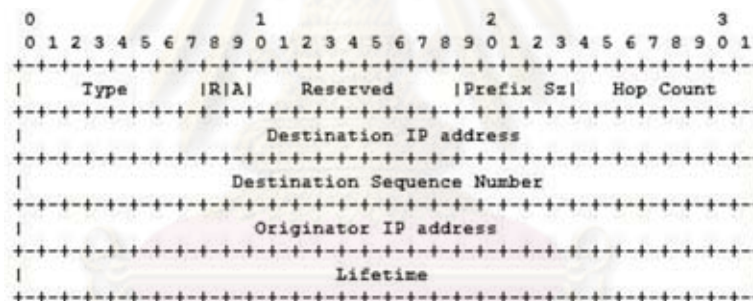 0                   1                   2                   3
0 1 2 3 4 5 6 7 8 9 0 1 2 3 4 5 6 7 8 9 0 1 2 3 4 5 6 7 8 9 0 1
+-+-+-+-+-+-+-+-+-+-+-+-+-+-+-+-+-+-+-+-+-+-+-+-+-+-+-+-+-+-+-+-+
|     Type      |R|A|    Reserved     |Prefix Sz|   Hop Count
+-+-+-+-+-+-+-+-+-+-+-+-+-+-+-+-+-+-+-+-+-+-+-+-+-+-+-+-+-+-+-+-+
|                     Destination IP address
+-+-+-+-+-+-+-+-+-+-+-+-+-+-+-+-+-+-+-+-+-+-+-+-+-+-+-+-+-+-+-+-+
|                  Destination Sequence Number
+-+-+-+-+-+-+-+-+-+-+-+-+-+-+-+-+-+-+-+-+-+-+-+-+-+-+-+-+-+-+-+-+
|                    Originator IP address
+-+-+-+-+-+-+-+-+-+-+-+-+-+-+-+-+-+-+-+-+-+-+-+-+-+-+-+-+-+-+-+-+
|                           Lifetime
+-+-+-+-+-+-+-+-+-+-+-+-+-+-+-+-+-+-+-+-+-+-+-+-+-+-+-+-+-+-+-+-+